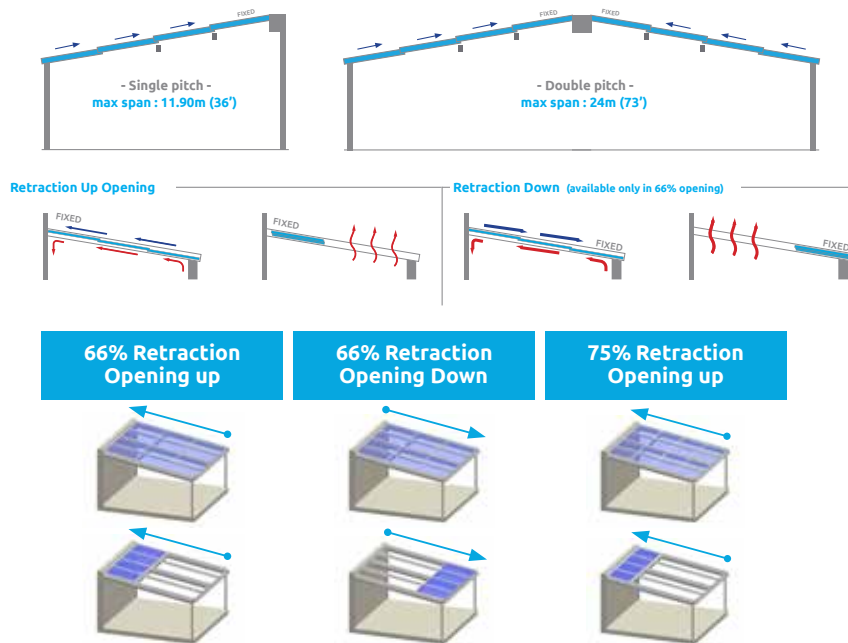 FIXED
FIXED
- Single pitch -
max span : 11.90m (36’)
- Double pitch -
max span : 24m (73’)
Retraction Up Opening
Retraction Down (available only in 66% opening)
FIXED
FIXED
FIXED
FIXED
66% Retraction
Opening up
66% Retraction
Opening Down
75% Retraction
Opening up